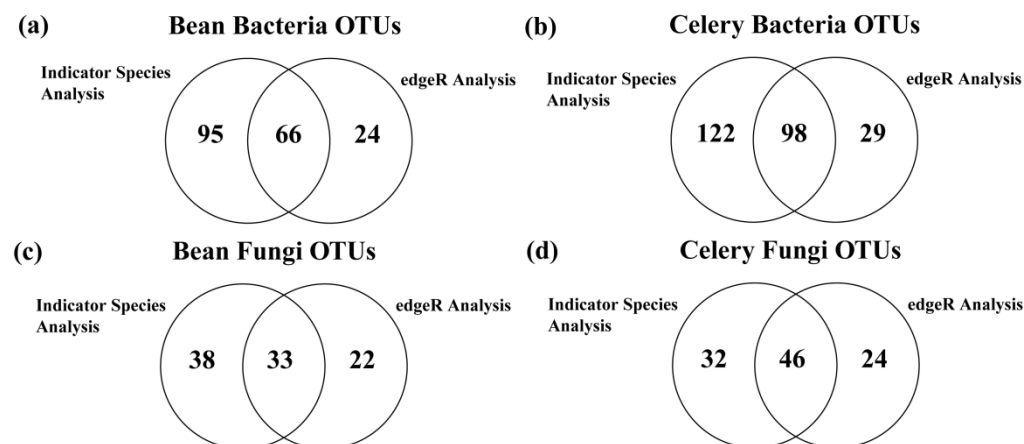 (a) Bean Bacteria OTUs
Indicator Species
Analysis
edgeR Analysis
95 66 24
(b) Celery Bacteria OTUs
Indicator Species
Analysis
edgeR Analysis
122 98 29
(c) Bean Fungi OTUs
Indicator Species
Analysis
edgeR Analysis
38 33 22
(d) Celery Fungi OTUs
Indicator Species
Analysis
edgeR Analysis
32 46 24